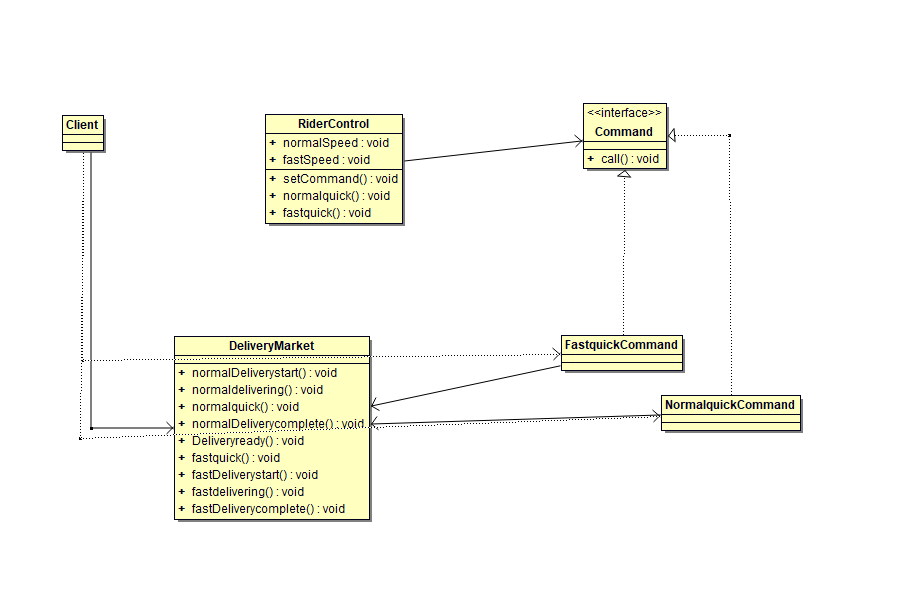 Client
RiderControl
+ normalSpeed : void
+ fastSpeed : void
+ setCommand() : void
+ normalquick() : void
+ fastquick() : void
<<interface>>
Command
+ call() : void
DeliveryMarket
+ normalDeliverystart() : void
+ normaldelivering() : void
+ normalquick() : void
+ normalDeliverycomplete() : void
+ Deliveryready() : void
+ fastquick() : void
+ fastDeliverystart() : void
+ fastdelivering() : void
+ fastDeliverycomplete() : void
FastquickCommand
NormalquickCommand